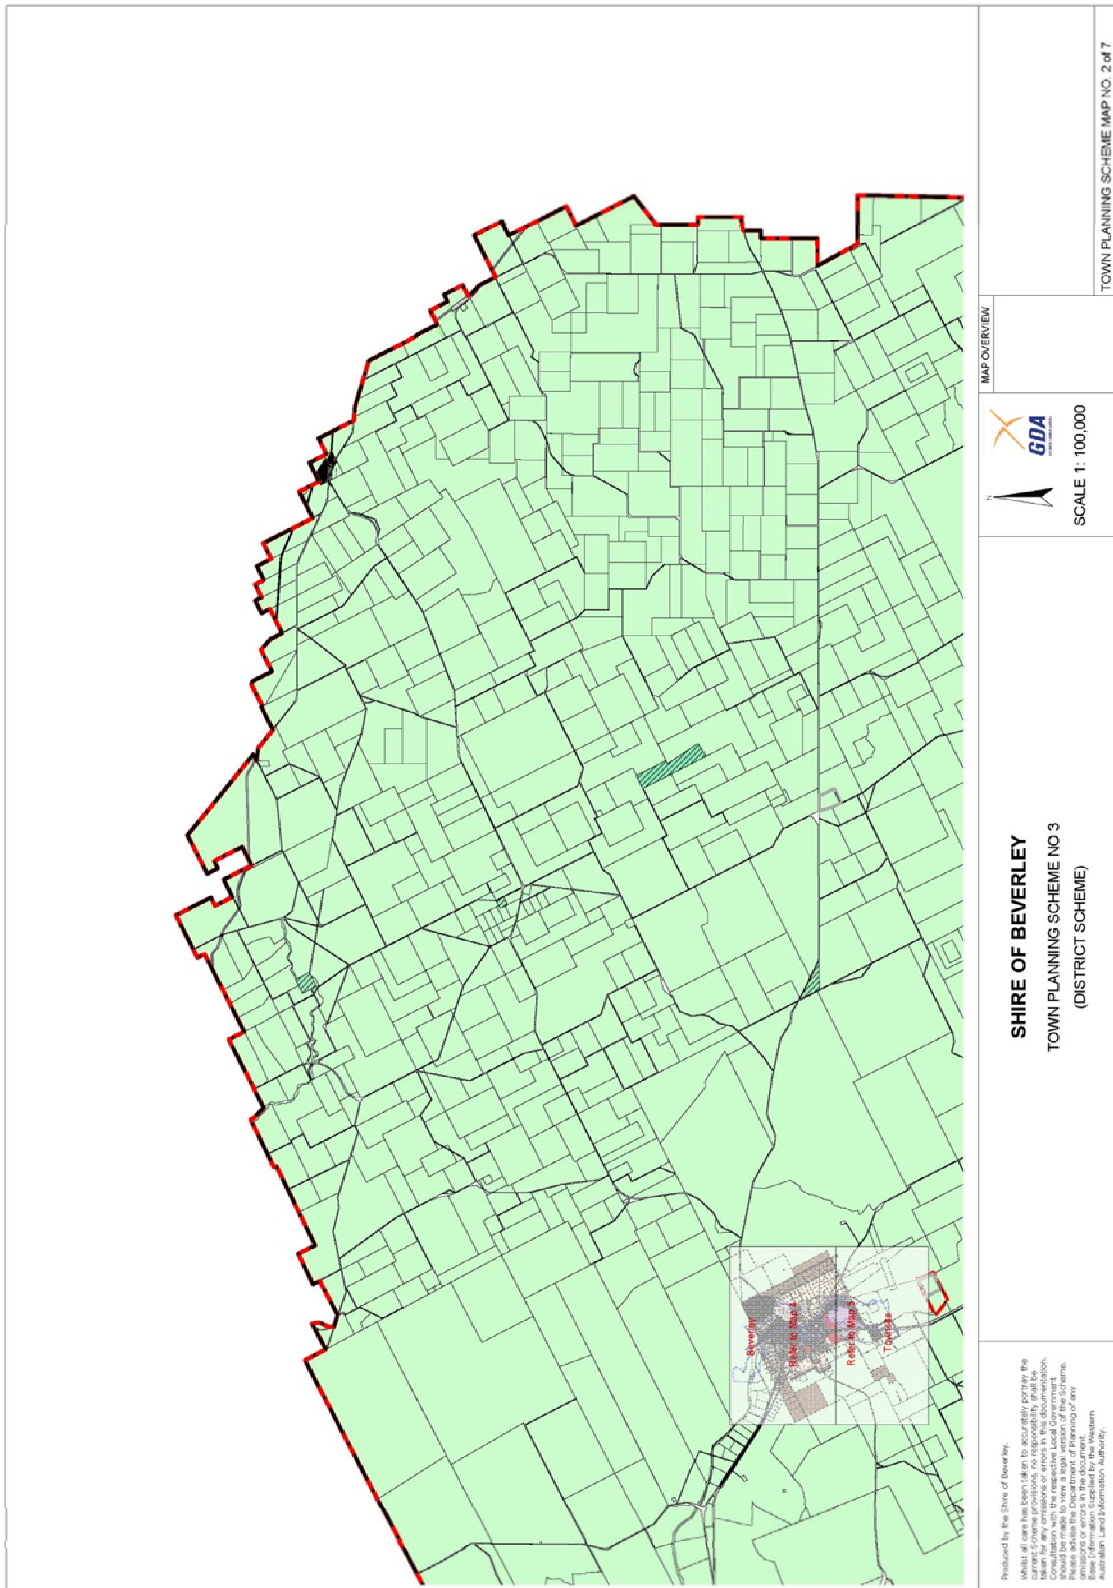 Beverley
Refer to Map 4
Refer to Map 5
Townsite
Produced by the Shire of Beverley.
Whilst all care has been taken to accurately portray the
current Scheme provisions, no responsibility shall be
taken for any omissions or errors in this documentation.
Consultation with the respective Local Government
should be made to view a legal version of the Scheme.
Please advise the Department of Planning of any
omissions or errors in the document.
Base Information Supplied by the Western
Australian Land Information Authority.
SHIRE OF BEVERLEY
TOWN PLANNING SCHEME NO 3
(DISTRICT SCHEME)
N
GDA
SCALE 1: 100,000
MAP OVERVIEW
TOWN PLANNING SCHEME MAP NO. 2 of 7